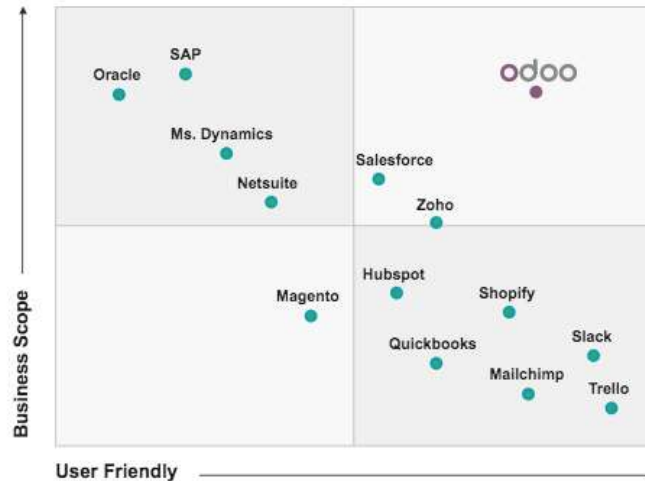 SAP
odoo
Oracle
Ms. Dynamics
Salesforce
Netsuite
Zoho
Hubspot
Magento
Shopify
Quickbooks
Slack
Mailchimp
Trello
Business Scope
User Friendly